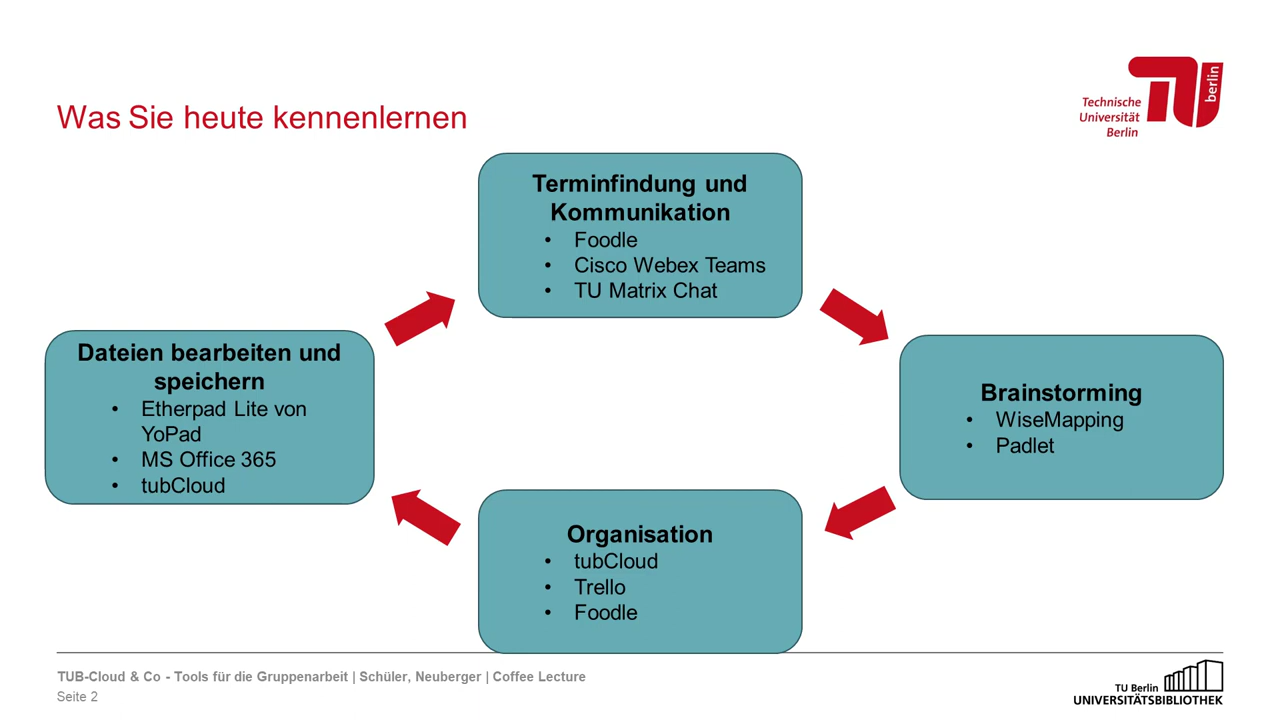 Technische
Universität
Berlin
berlin
Was Sie heute kennenlernen
Terminfindung und
Kommunikation
• Foodle
• Cisco Webex Teams
• TU Matrix Chat
Dateien bearbeiten und
speichern
• Etherpad Lite von
YoPad
• MS Office 365
• tubCloud
Brainstorming
• WiseMapping
• Padlet
Organisation
• tubCloud
• Trello
• Foodle
TUB-Cloud & Co - Tools für die Gruppenarbeit | Schüler, Neuberger | Coffee Lecture
Seite 2
TU Berlin
UNIVERSITÄTSBIBLIOTHEK